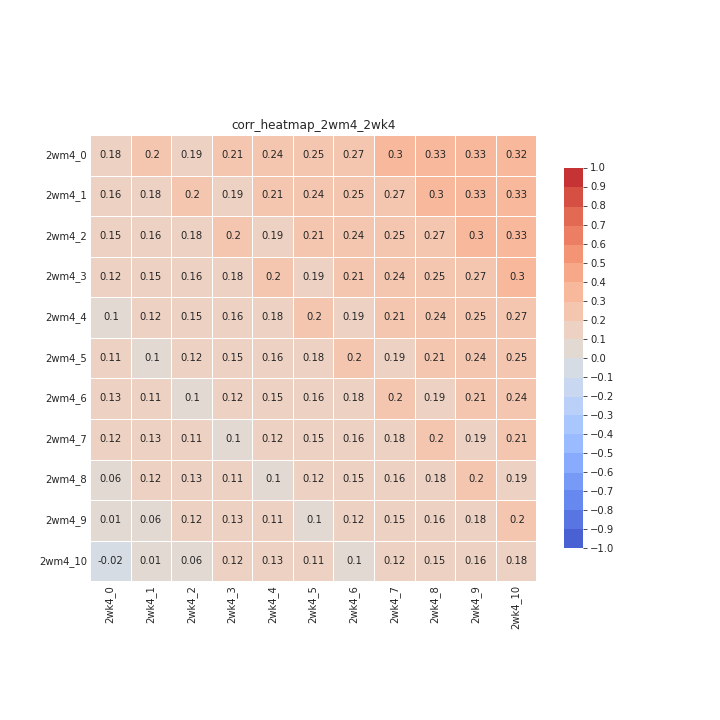 corr_heatmap_2wm4_2wk4
2wm4_0 0.18 0.2 0.19 0.21 0.24 0.25 0.27 0.3 0.33 0.33 0.32
2wm4_1 0.16 0.18 0.2 0.19 0.21 0.24 0.25 0.27 0.3 0.33 0.33
2wm4_2 0.15 0.16 0.18 0.2 0.19 0.21 0.24 0.25 0.27 0.3 0.33
2wm4_3 0.12 0.15 0.16 0.18 0.2 0.19 0.21 0.24 0.25 0.27 0.3
2wm4_4 0.1 0.12 0.15 0.16 0.18 0.2 0.19 0.21 0.24 0.25 0.27
2wm4_5 0.11 0.1 0.12 0.15 0.16 0.18 0.2 0.19 0.21 0.24 0.25
2wm4_6 0.13 0.11 0.1 0.12 0.15 0.16 0.18 0.2 0.19 0.21 0.24
2wm4_7 0.12 0.13 0.11 0.1 0.12 0.15 0.16 0.18 0.2 0.19 0.21
2wm4_8 0.06 0.12 0.13 0.11 0.1 0.12 0.15 0.16 0.18 0.2 0.19
2wm4_9 0.01 0.06 0.12 0.13 0.11 0.1 0.12 0.15 0.16 0.18 0.2
2wm4_10 -0.02 0.01 0.06 0.12 0.13 0.11 0.1 0.12 0.15 0.16 0.18
2wk4_0 2wk4_1 2wk4_2 2wk4_3 2wk4_4 2wk4_5 2wk4_6 2wk4_7 2wk4_8 2wk4_9 2wk4_10
1.0
0.9
0.8
0.7
0.6
0.5
0.4
0.3
0.2
0.1
0.0
−0.1
−0.2
−0.3
−0.4
−0.5
−0.6
−0.7
−0.8
−0.9
−1.0